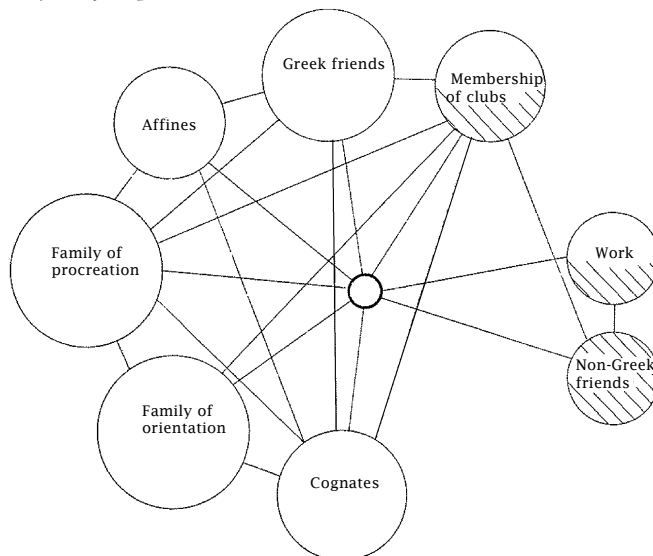 Greek friends
Membership
of clubs
Affines
Family of
procreation
Work
Non-Greek
friends
Family of
orientation
Cognates